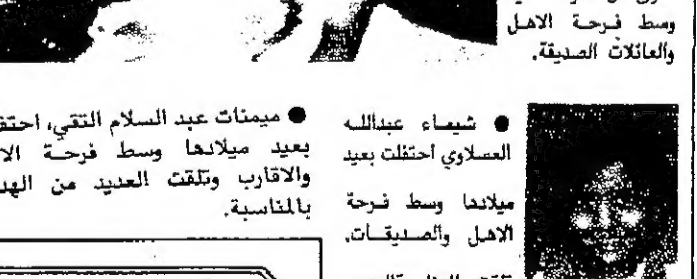 وسط فرحة الاهل
والعائلات الصديقة.
● شيماء عبدالله
العسلاوي احتفلت بعيد
ميلادها وسط فرحة
الاهل والصديقات.
● ميمنات عبد السلام التقي، احتف
بعيد ميلادها وسط فرحة الا
والاقارب وتلقت العديد من الهد
بالمناسبة.